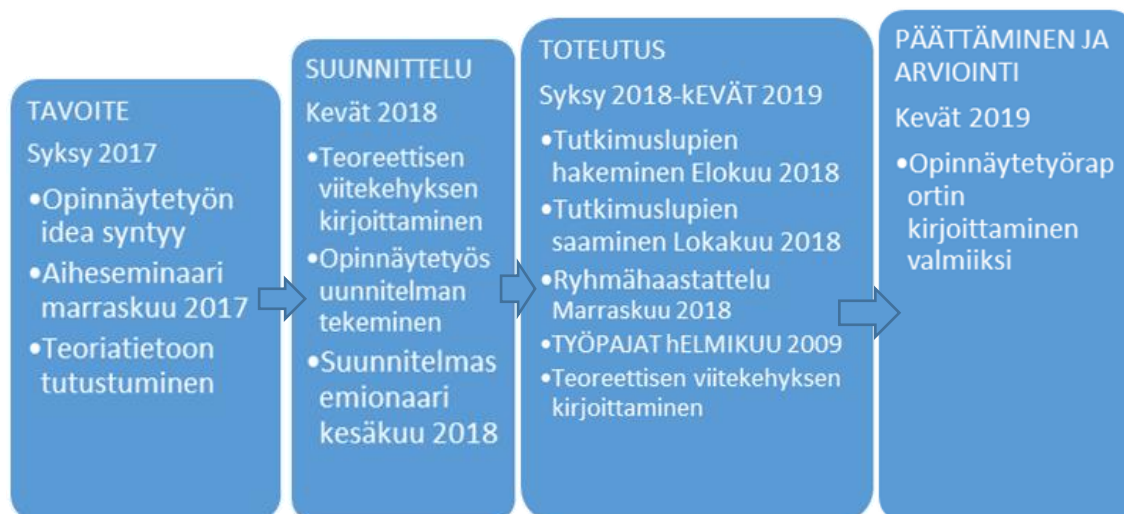 TAVOITE
Syksy 2017
•Opinnäytetyön
idea syntyy
•Aiheseminaari
marraskuu 2017
•Teoriatietoon
tutustuminen
SUUNNITTELU
Kevät 2018
•Teoreettisen
viitekehyksen
kirjoittaminen
•Opinnäytetyös
uunnitelman
tekeminen
•Suunnitelmas
emionaari
kesäkuu 2018
TOTEUTUS
Syksy 2018-kEVÄT 2019
•Tutkimuslupien
hakeminen Elokuu 2018
•Tutkimuslupien
saaminen Lokakuu 2018
•Ryhmähaastattelu
Marraskuu 2018
•TYÖPAJAT hELMIKUU 2009
•Teoreettisen viitekehyksen
kirjoittaminen
PÄÄTTÄMINEN JA
ARVIOINTI
Kevät 2019
•Opinnäytetyörap
ortin
kirjoittaminen
valmiiksi